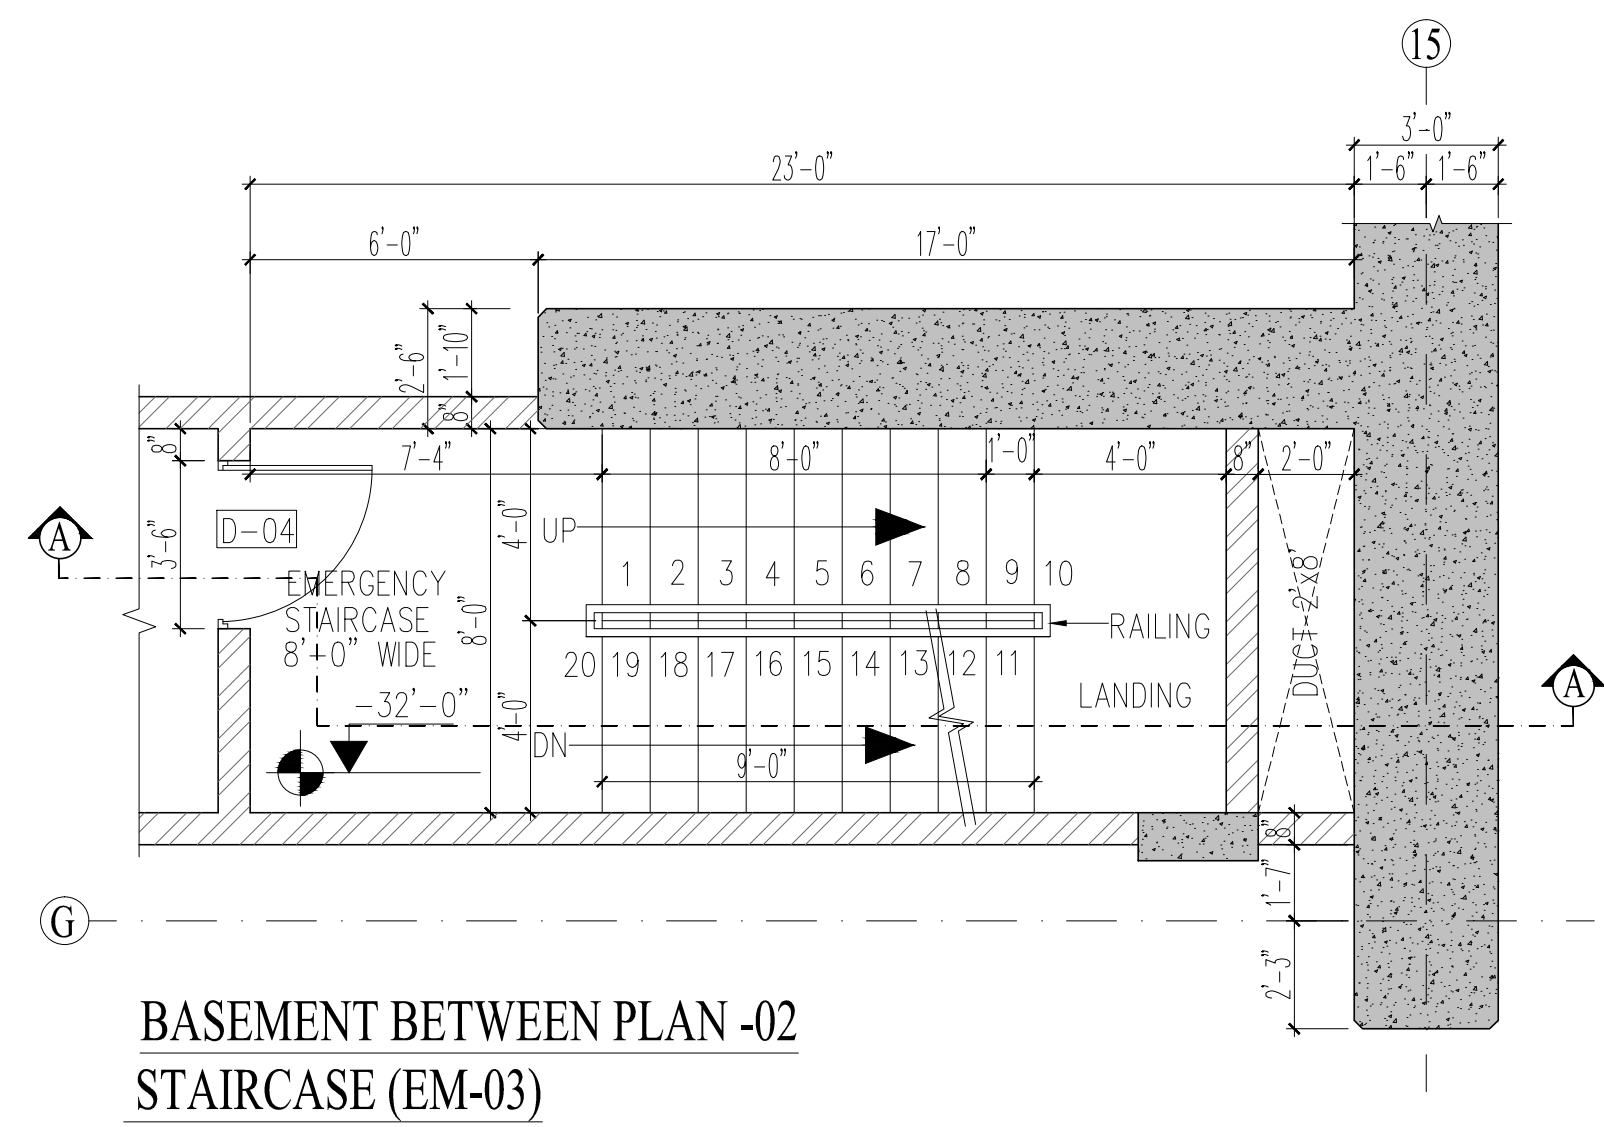 15
3'-0"
23'-0"
1'-6" 1'-6"
6'-0"
17'-0"
2'-6"
1'-10"
8"
8"
7'-4"
8'-0"
1'-0"
4'-0"
8"
2'-0"
A
D-04
3'-6"
4'-0"
UP
EMERGENCY
STAIRCASE
8'-0" WIDE
8'-0"
1 2 3 4 5 6 7 8 9 10
RAILING
20 19 18 17 16 15 14 13 12 11
DUCT 2'x8'
LANDING
A
-32'-0"
4'-0"
DN
9'-0"
8"
1'-7"
G
2'-3"
BASEMENT BETWEEN PLAN -02
STAIRCASE (EM-03)